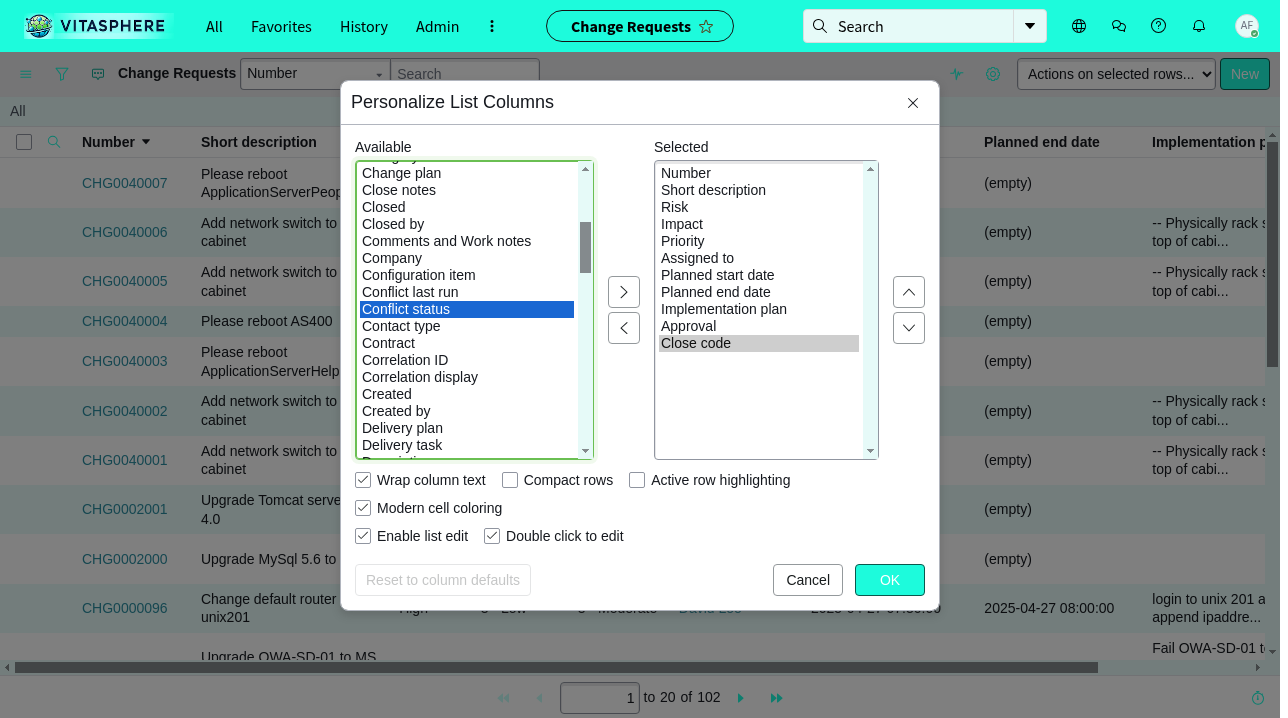 VITASPHERE
All
Favorites
History
Admin
Change Requests
Search
AF
Change Requests
Number
Search
Actions on selected rows...
New
All
Number
Short description
Planned end date
Implementation p
CHG0040007
Please reboot
ApplicationServerPeop
(empty)
CHG0040006
Add network switch to
cabinet
(empty)
-- Physically rack s
top of cabi...
CHG0040005
Add network switch to
cabinet
(empty)
-- Physically rack s
top of cabi...
CHG0040004
Please reboot AS400
(empty)
CHG0040003
Please reboot
ApplicationServerHelp
(empty)
CHG0040002
Add network switch to
cabinet
(empty)
-- Physically rack s
top of cabi...
CHG0040001
Add network switch to
cabinet
(empty)
-- Physically rack s
top of cabi...
CHG0002001
Upgrade Tomcat serve
4.0
(empty)
CHG0002000
Upgrade MySql 5.6 to
(empty)
CHG0000096
Change default router
unix201
2025-04-27 08:00:00
login to unix 201 a
append ipaddre...
Upgrade OWA-SD-01 to MS
Fail OWA-SD-01 to
1 to 20 of 102
Personalize List Columns
Available
Change plan
Close notes
Closed
Closed by
Comments and Work notes
Company
Configuration item
Conflict last run
Conflict status
Contact type
Contract
Correlation ID
Correlation display
Created
Created by
Delivery plan
Delivery task
Selected
Number
Short description
Risk
Impact
Priority
Assigned to
Planned start date
Planned end date
Implementation plan
Approval
Close code
Wrap column text
Compact rows
Active row highlighting
Modern cell coloring
Enable list edit
Double click to edit
Reset to column defaults
Cancel
OK